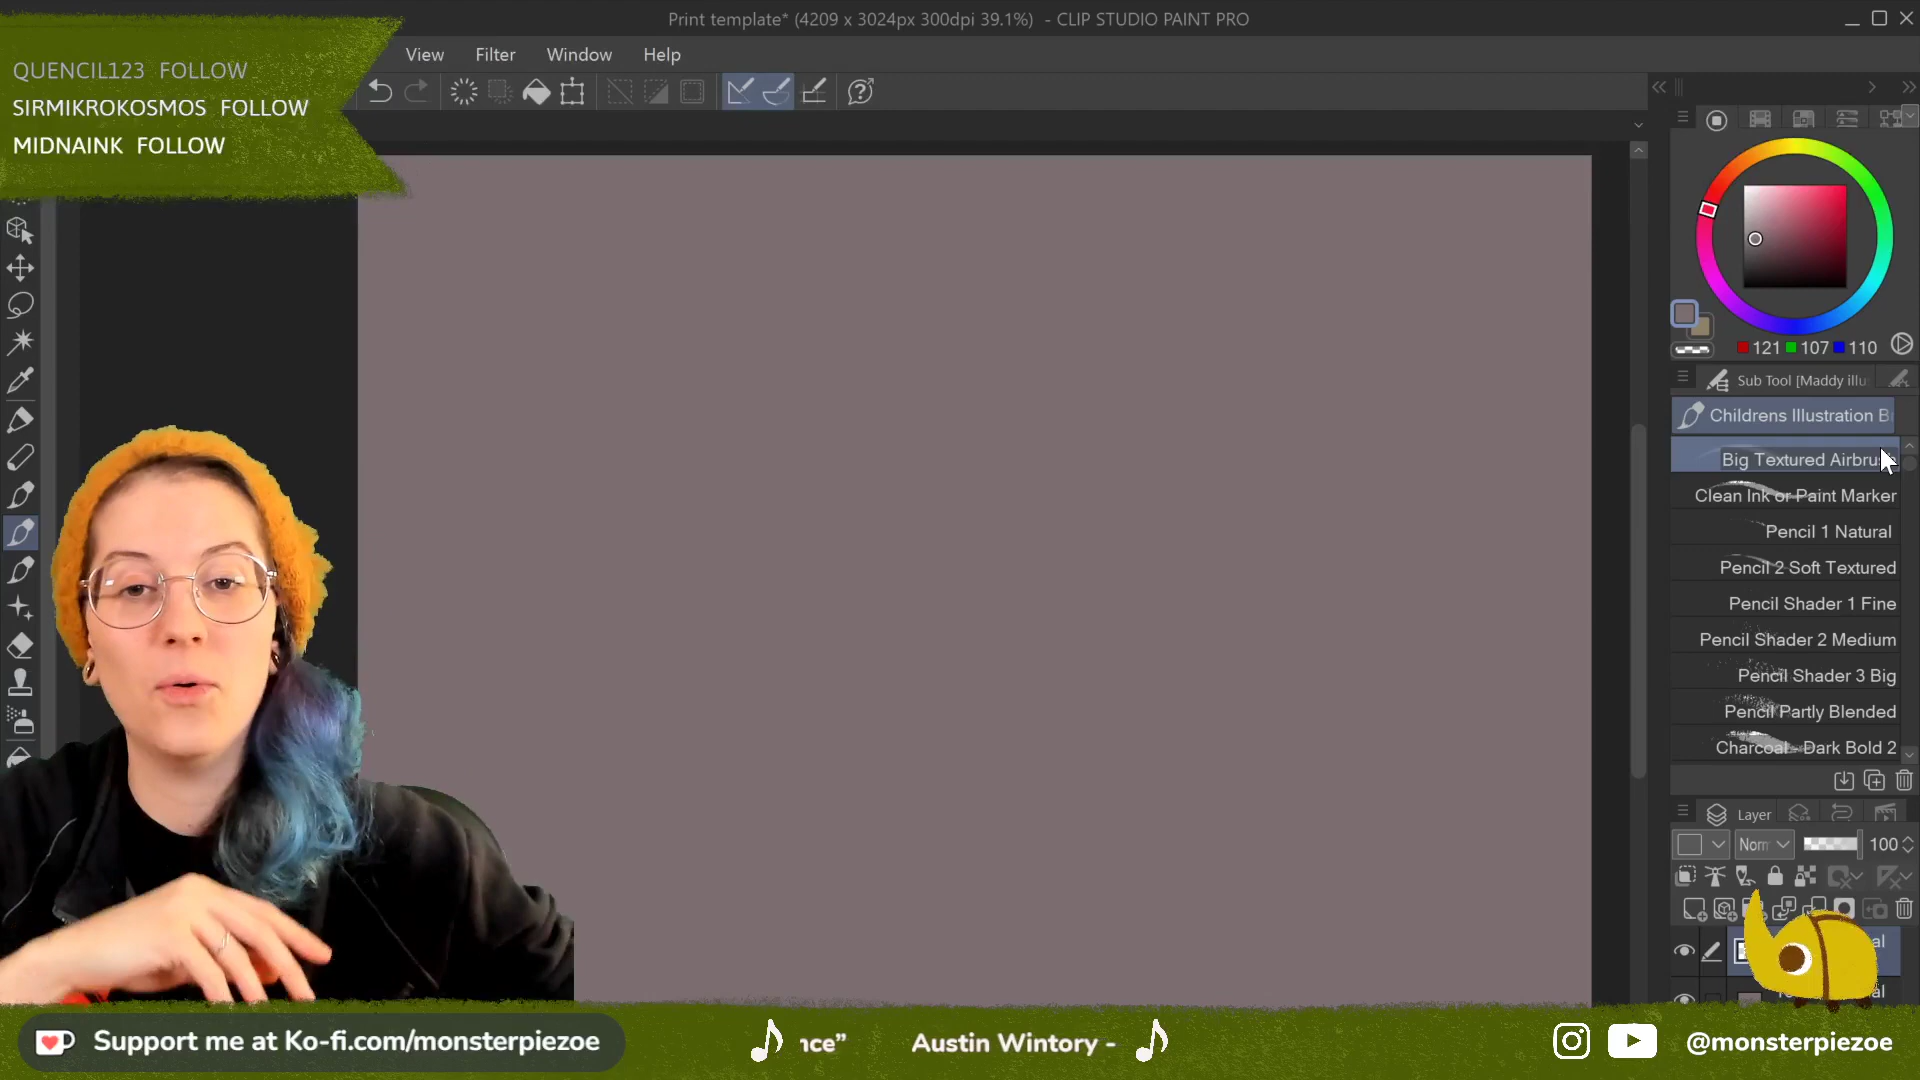 Print template* (4209 x 3024px 300dpi 39.1%) - CLIP STUDIO PAINT PRO
QUENCIL123 FOLLOW
SIRMIKROKOSMOS FOLLOW
MIDNAINK FOLLOW
View Filter Window Help
121 107 110
Sub Tool [Maddy illu
Childrens Illustration B
Big Textured Airbru
Clean Ink or Paint Marker
Pencil 1 Natural
Pencil 2 Soft Textured
Pencil Shader 1 Fine
Pencil Shader 2 Medium
Pencil Shader 3 Big
Pencil Partly Blended
Charcoal - Dark Bold 2
Layer
Norm 100
al
al
Support me at Ko-fi.com/monsterpiezoe
nce” Austin Wintory -
@monsterpiezoe